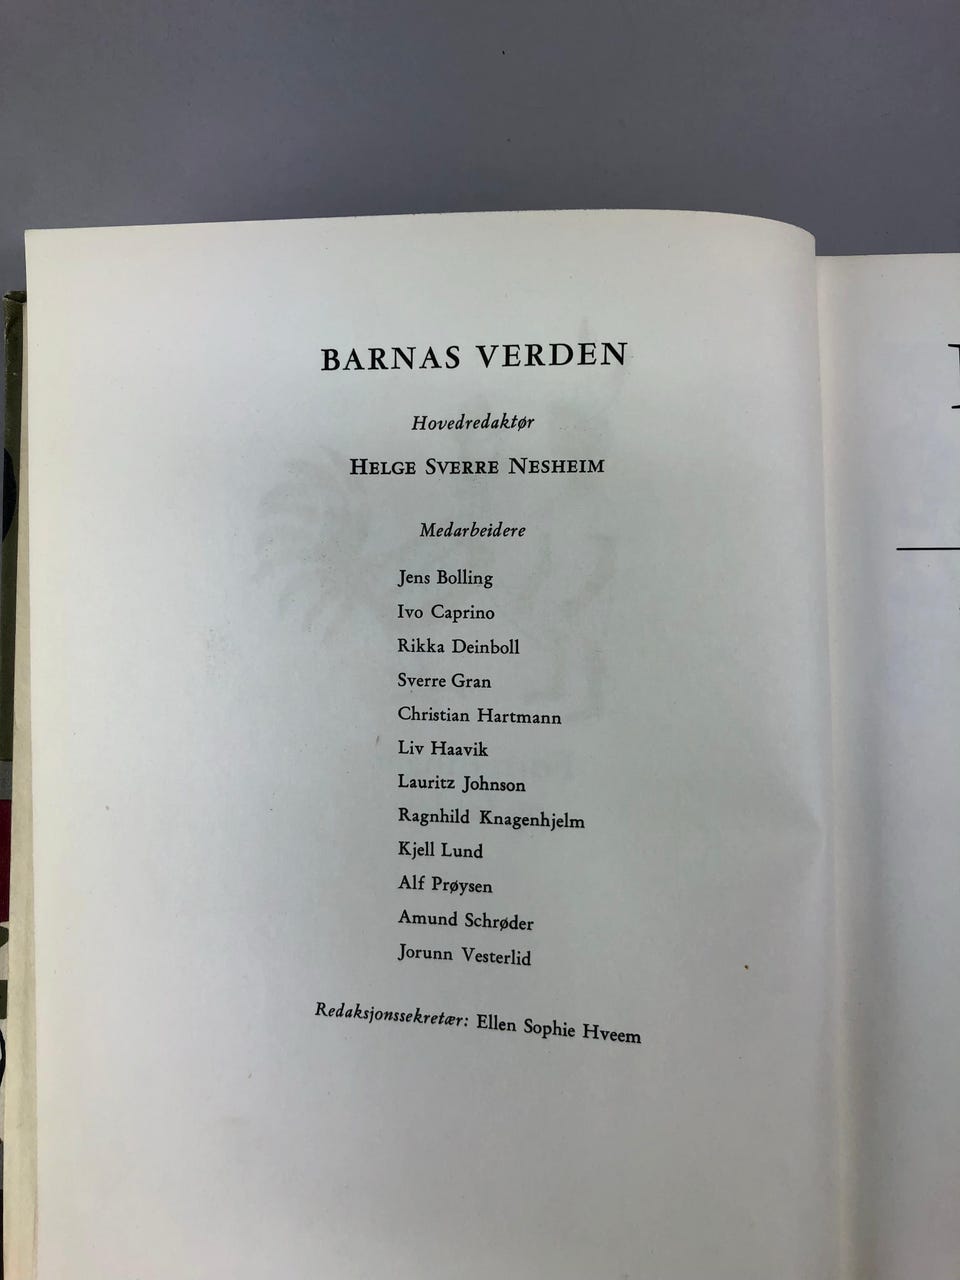 BARNAS VERDEN
Hovedredaktør
HELGE SVERRE NESHEIM
Medarbeidere
Jens Bolling
Ivo Caprino
Rikka Deinboll
Sverre Gran
Christian Hartmann
Liv Haavik
Lauritz Johnson
Ragnhild Knagenhjelm
Kjell Lund
Alf Prøysen
Amund Schrøder
Jorunn Vesterlid
Redaksjonssekretær: Ellen Sophie Hveem